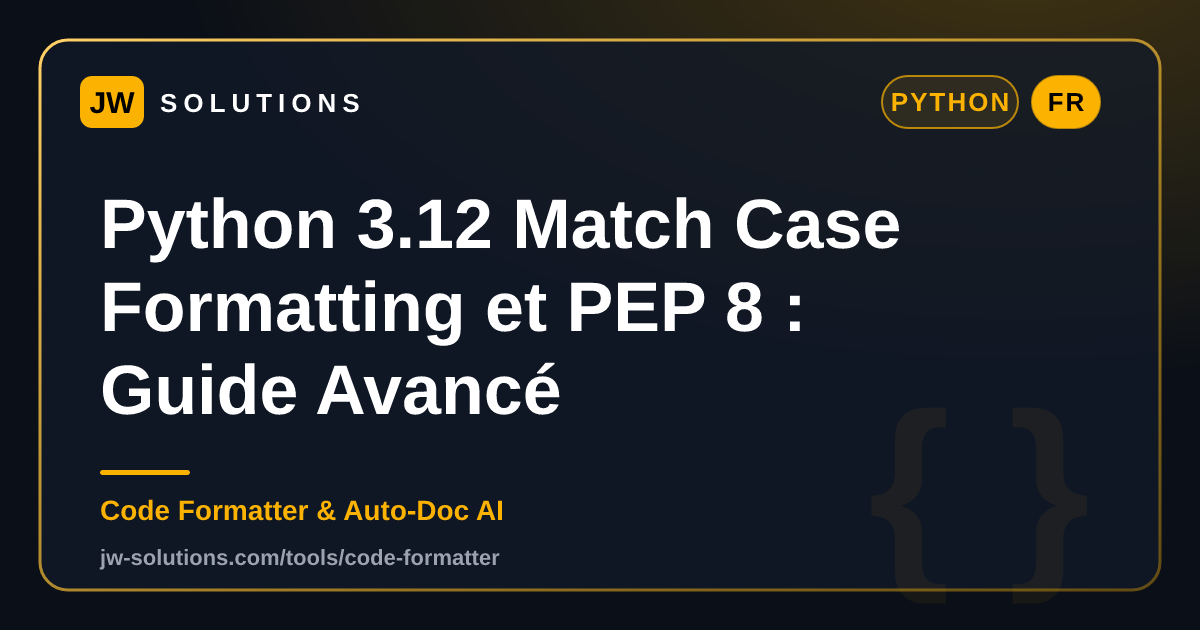 JW SOLUTIONS
PYTHON FR
Python 3.12 Match Case
Formatting et PEP 8 :
Guide Avancé
Code Formatter & Auto-Doc AI
jw-solutions.com/tools/code-formatter
{ }